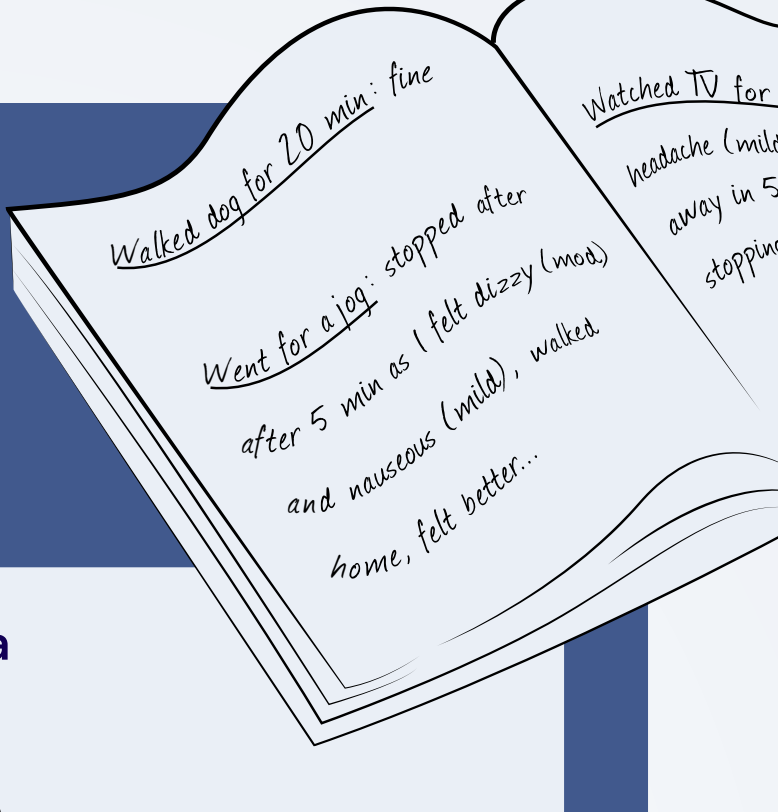 Walked dog for 20 min: fine
Went for a jog: stopped after
after 5 min as I felt dizzy (mod)
and nauseous (mild), walked
home, felt better...
Watched TV for
headache (mild
away in 5
stopping
a